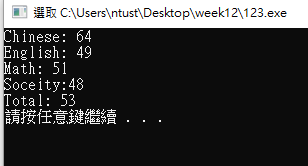 選取 C:\Users\ntust\Desktop\week12\123.exe
Chinese: 64
English: 49
Math: 51
Soceity:48
Total: 53
請按任意鍵繼續 . . .